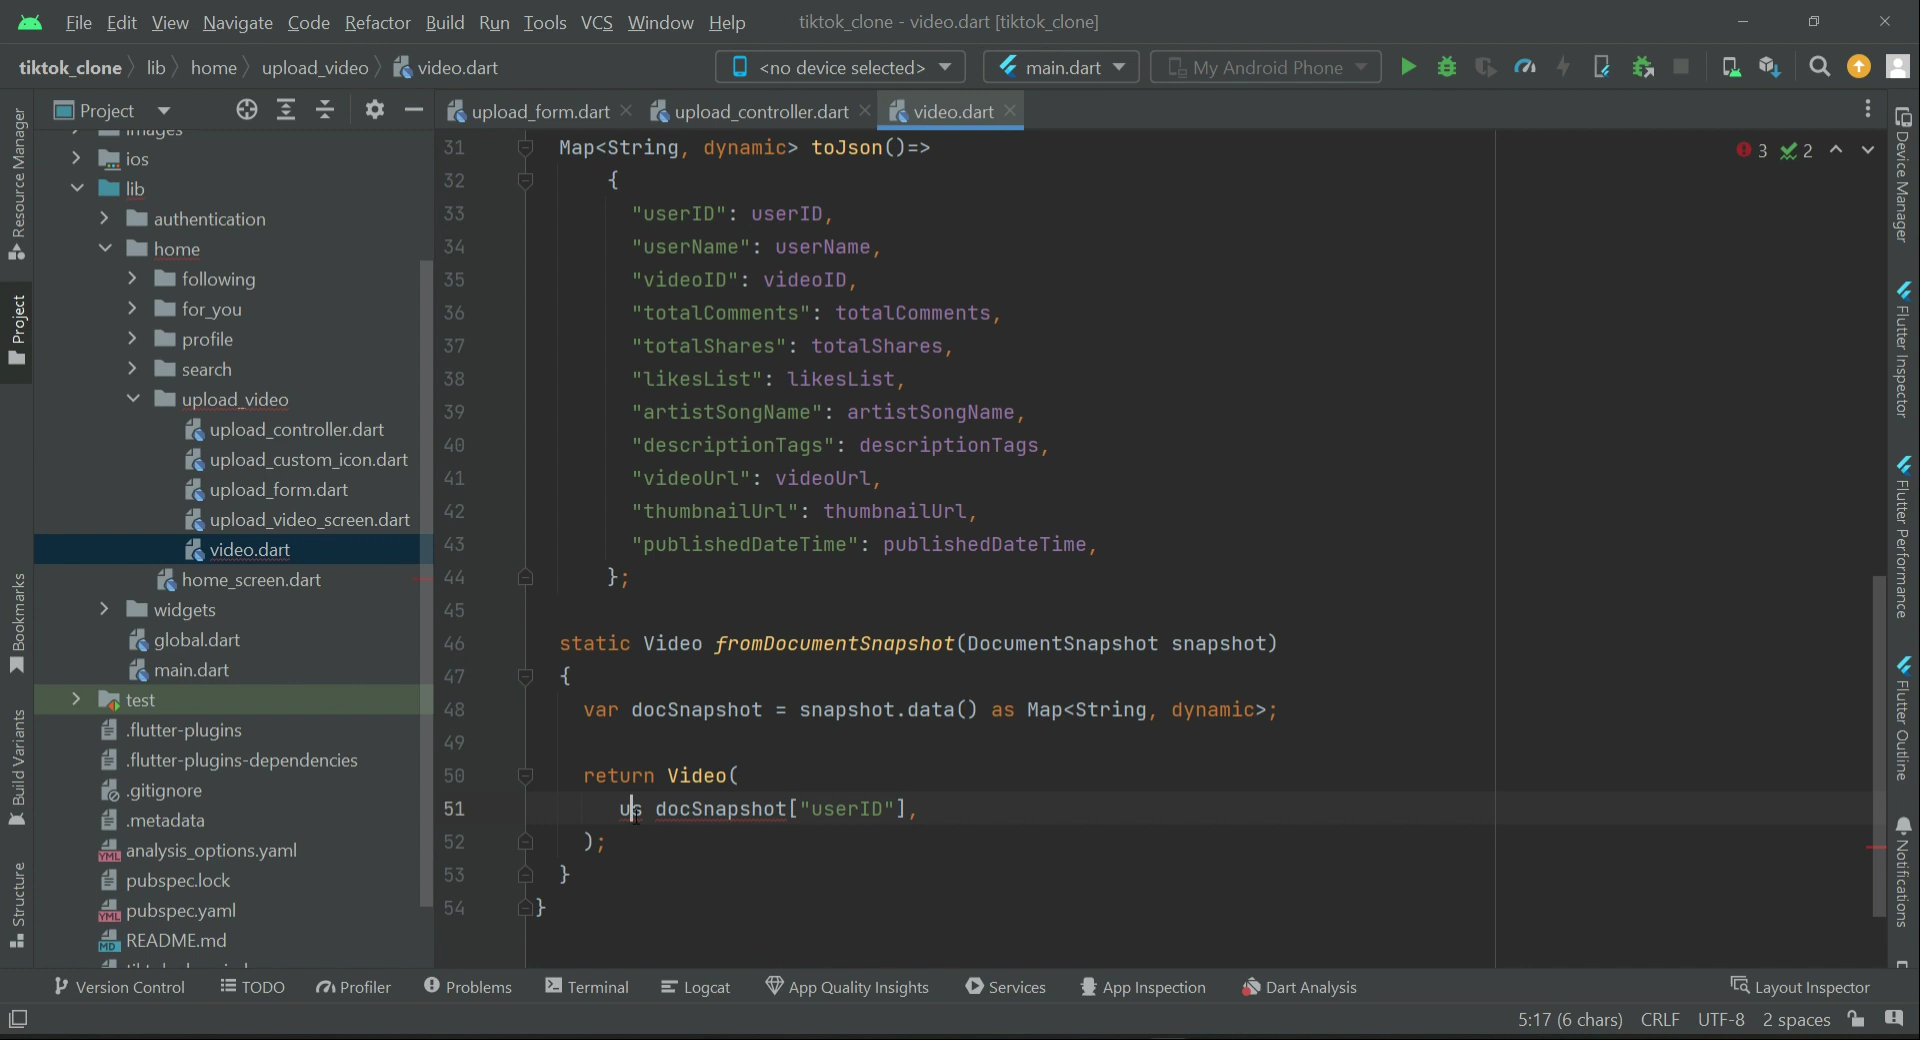 File Edit View Navigate Code Refactor Build Run Tools VCS Window Help tiktok_clone - video.dart [tiktok_clone]
tiktok_clone lib home upload_video video.dart <no device selected> main.dart My Android Phone
Project upload_form.dart upload_controller.dart video.dart
images
ios
lib
authentication
home
following
for_you
profile
search
upload_video
upload_controller.dart
upload_custom_icon.dart
upload_form.dart
upload_video_screen.dart
video.dart
home_screen.dart
widgets
global.dart
main.dart
test
.flutter-plugins
.flutter-plugins-dependencies
.gitignore
.metadata
analysis_options.yaml
pubspec.lock
pubspec.yaml
README.md
3 2
31 Map<String, dynamic> toJson()=>
32 {
33 "userID": userID,
34 "userName": userName,
35 "videoID": videoID,
36 "totalComments": totalComments,
37 "totalShares": totalShares,
38 "likesList": likesList,
39 "artistSongName": artistSongName,
40 "descriptionTags": descriptionTags,
41 "videoUrl": videoUrl,
42 "thumbnailUrl": thumbnailUrl,
43 "publishedDateTime": publishedDateTime,
44 };
45
46 static Video fromDocumentSnapshot(DocumentSnapshot snapshot)
47 {
48 var docSnapshot = snapshot.data() as Map<String, dynamic>;
49
50 return Video(
51 us docSnapshot["userID"],
52 );
53 }
54 }
Resource Manager
Project
Bookmarks
Build Variants
Structure
Device Manager
Flutter Inspector
Flutter Performance
Flutter Outline
Notifications
Version Control TODO Profiler Problems Terminal Logcat App Quality Insights Services App Inspection Dart Analysis Layout Inspector
5:17 (6 chars) CRLF UTF-8 2 spaces